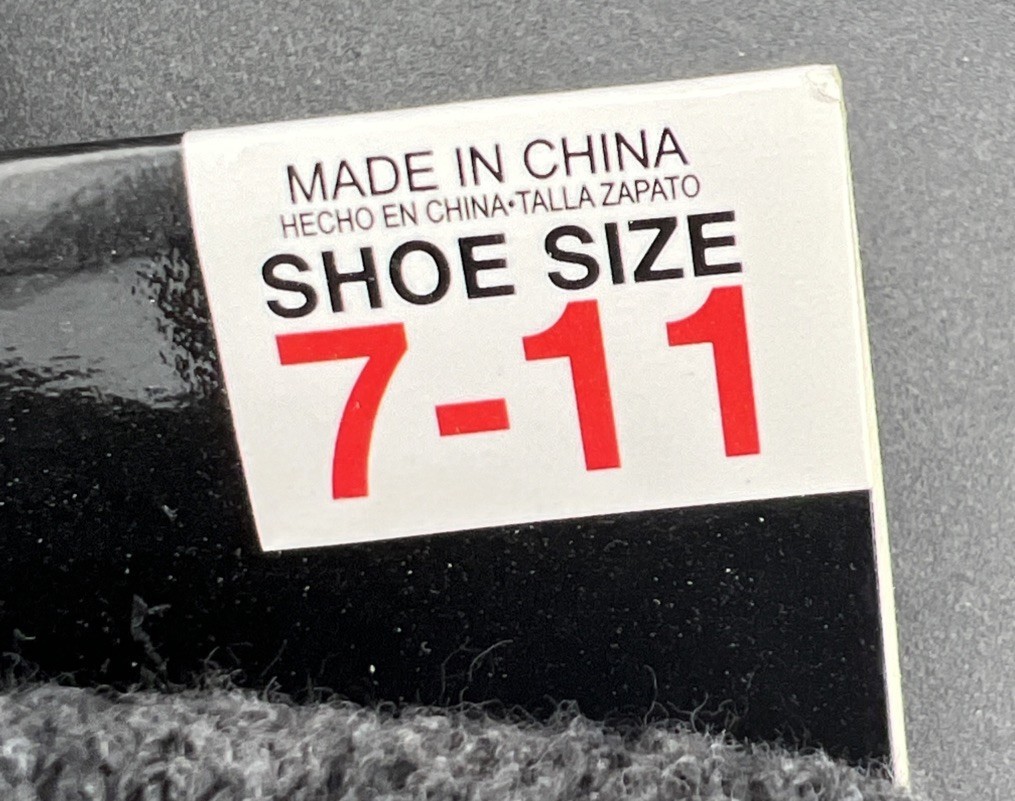 MADE IN CHINA
HECHO EN CHINA•TALLA ZAPATO
SHOE SIZE
7-11